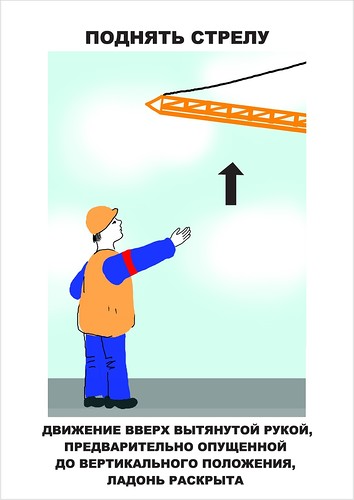 ПОДНЯТЬ СТРЕЛУ
ДВИЖЕНИЕ ВВЕРХ ВЫТЯНУТОЙ РУКОЙ,
ПРЕДВАРИТЕЛЬНО ОПУЩЕННОЙ
ДО ВЕРТИКАЛЬНОГО ПОЛОЖЕНИЯ,
ЛАДОНЬ РАСКРЫТА